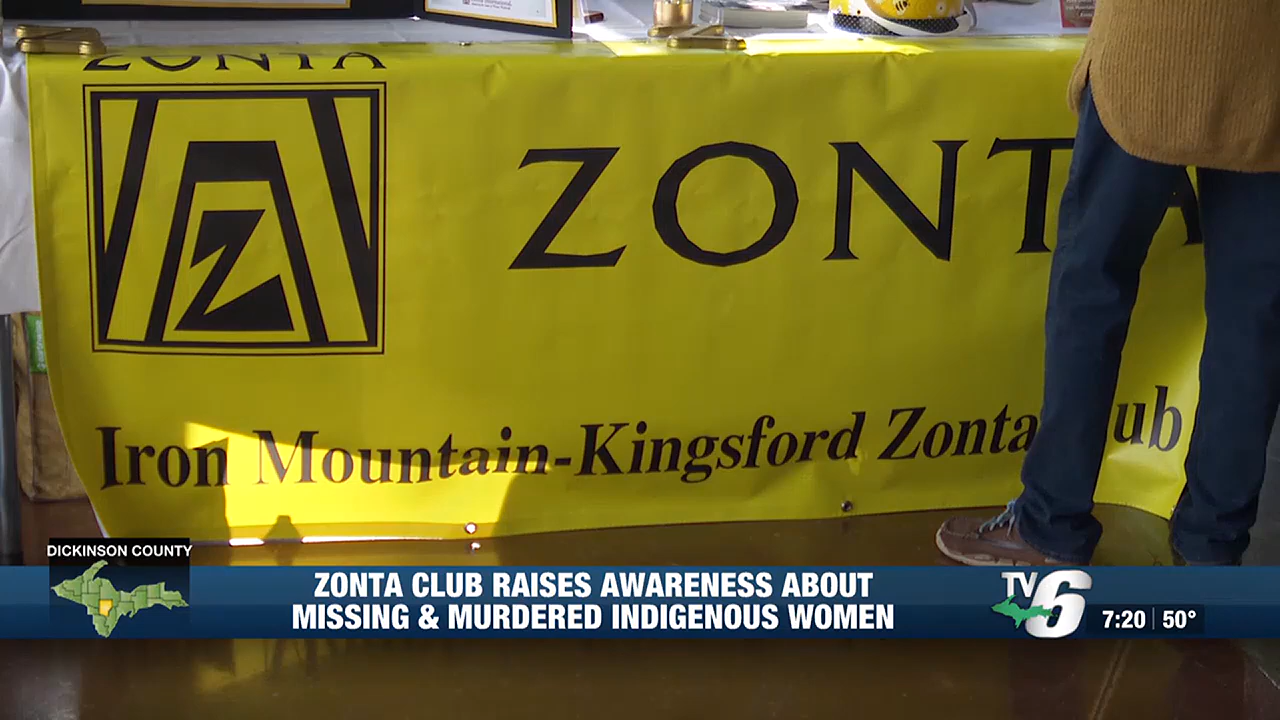 ZONTA
ZONTA
Iron Mountain-Kingsford Zonta ub
DICKINSON COUNTY
ZONTA CLUB RAISES AWARENESS ABOUT
MISSING & MURDERED INDIGENOUS WOMEN
TV6
7:20 50°